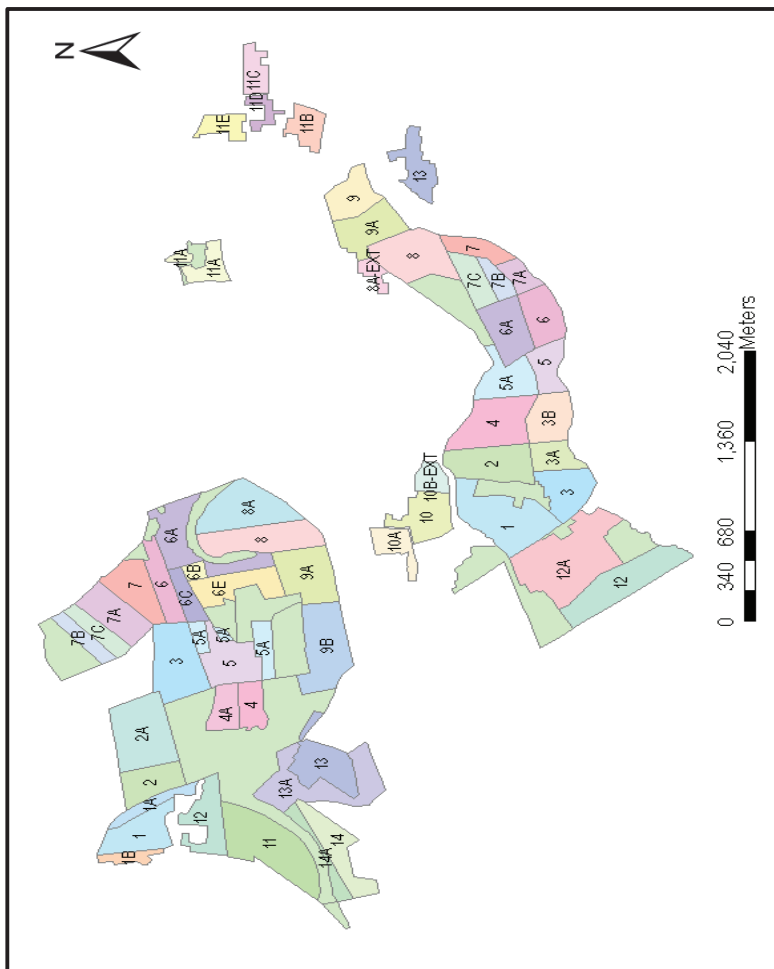 N
11C
11D
11E
11B
13
9
9A
11A
11A
8A-EXT
8
7
7C
7B
7A
6A
6
5A
5
4
3B
2
3A
3
1
10B-EXT
10
10A
12A
12
8A
6A
8
6B
6C
6
6E
7
7A
7C
7B
9A
9B
5A
5A
5A
5
3
4A
4
2A
2
1A
1
1B
12
11
13A
13
14A
14
0
340
680
1,360
2,040
Meters